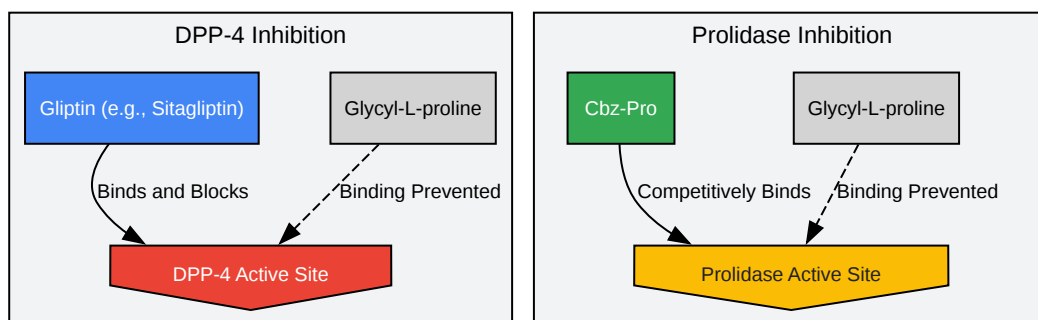 DPP-4 Inhibition
Gliptin (e.g., Sitagliptin)
Glycyl-L-proline
Binds and Blocks
Binding Prevented
DPP-4 Active Site
Prolidase Inhibition
Cbz-Pro
Glycyl-L-proline
Competitively Binds
Binding Prevented
Prolidase Active Site